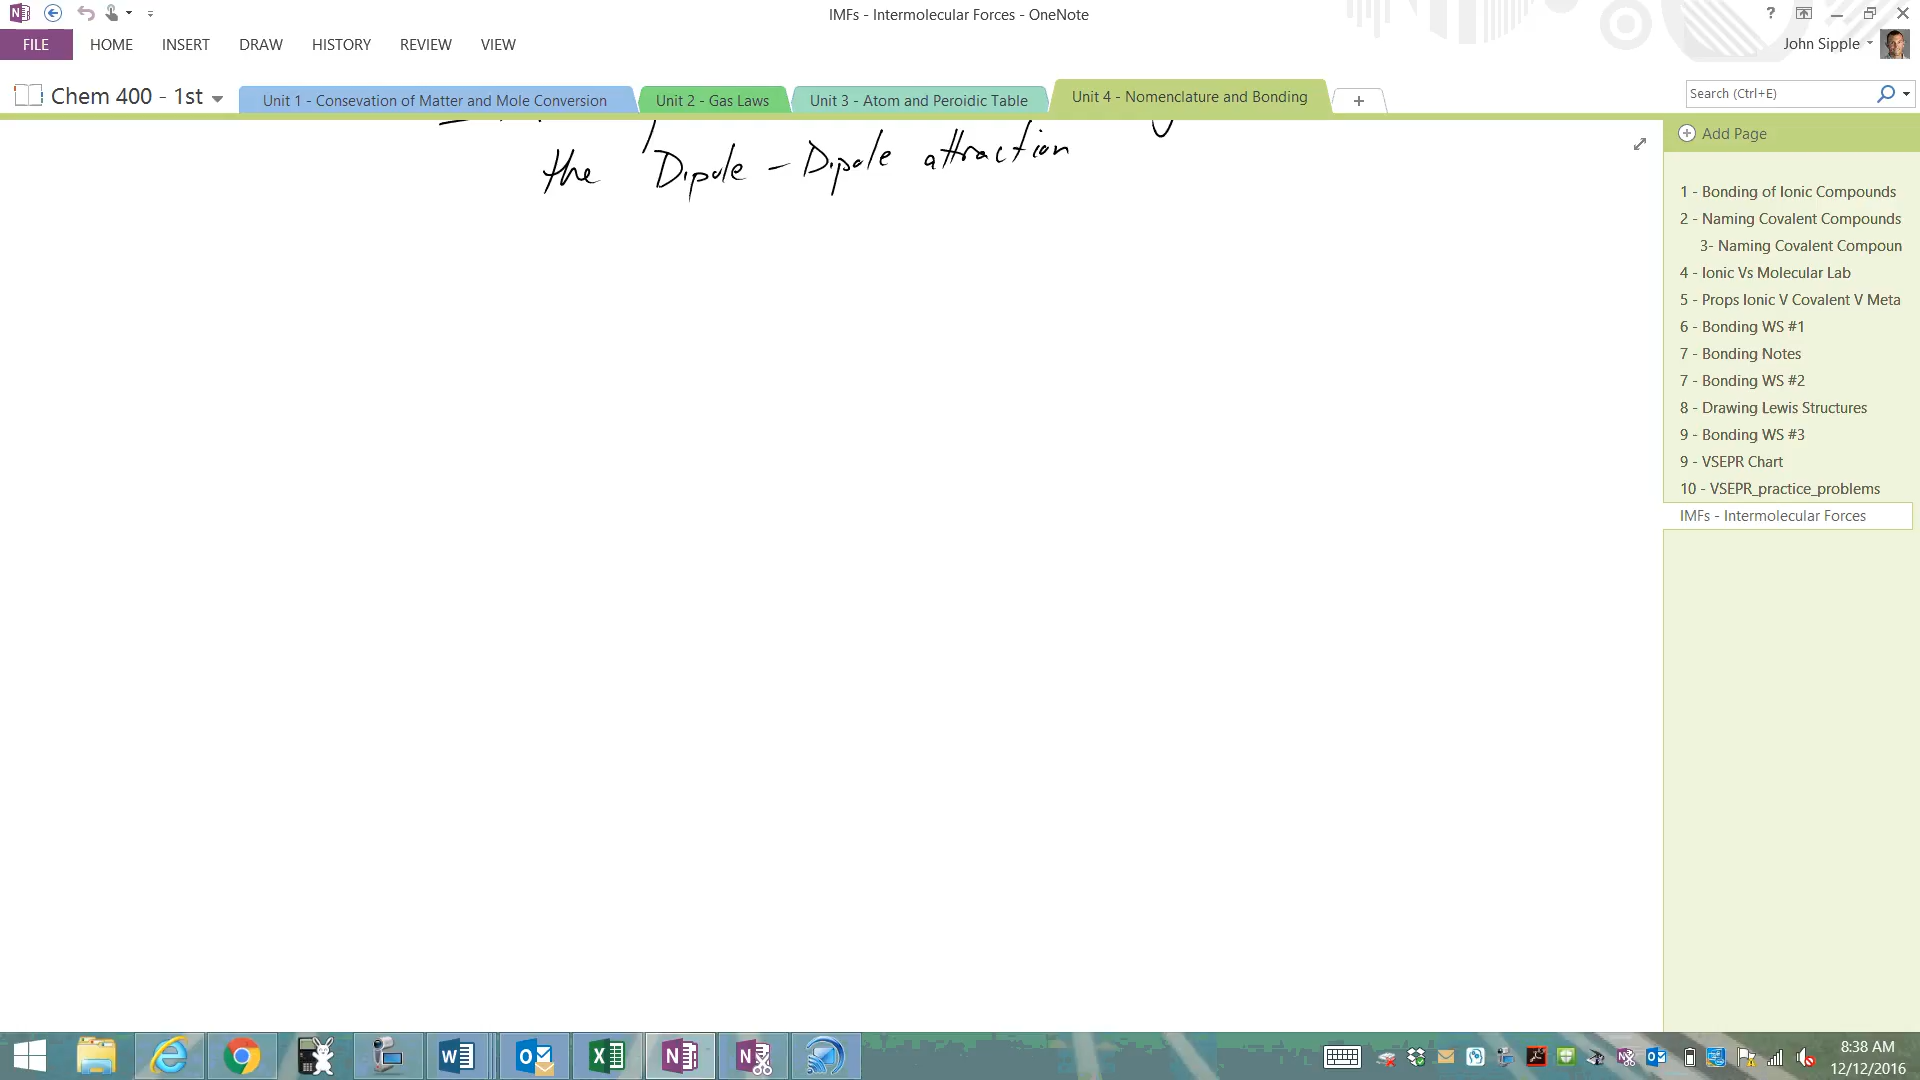 IMFs - Intermolecular Forces - OneNote
?
FILE HOME INSERT DRAW HISTORY REVIEW VIEW
John Sipple
Chem 400 - 1st
Unit 1 - Consevation of Matter and Mole Conversion
Unit 2 - Gas Laws
Unit 3 - Atom and Peroidic Table
Unit 4 - Nomenclature and Bonding
+
Search (Ctrl+E)
the Dipole - Dipole attraction
Add Page
1 - Bonding of Ionic Compounds
2 - Naming Covalent Compounds
3- Naming Covalent Compoun
4 - Ionic Vs Molecular Lab
5 - Props Ionic V Covalent V Meta
6 - Bonding WS #1
7 - Bonding Notes
7 - Bonding WS #2
8 - Drawing Lewis Structures
9 - Bonding WS #3
9 - VSEPR Chart
10 - VSEPR_practice_problems
IMFs - Intermolecular Forces
8:38 AM
12/12/2016